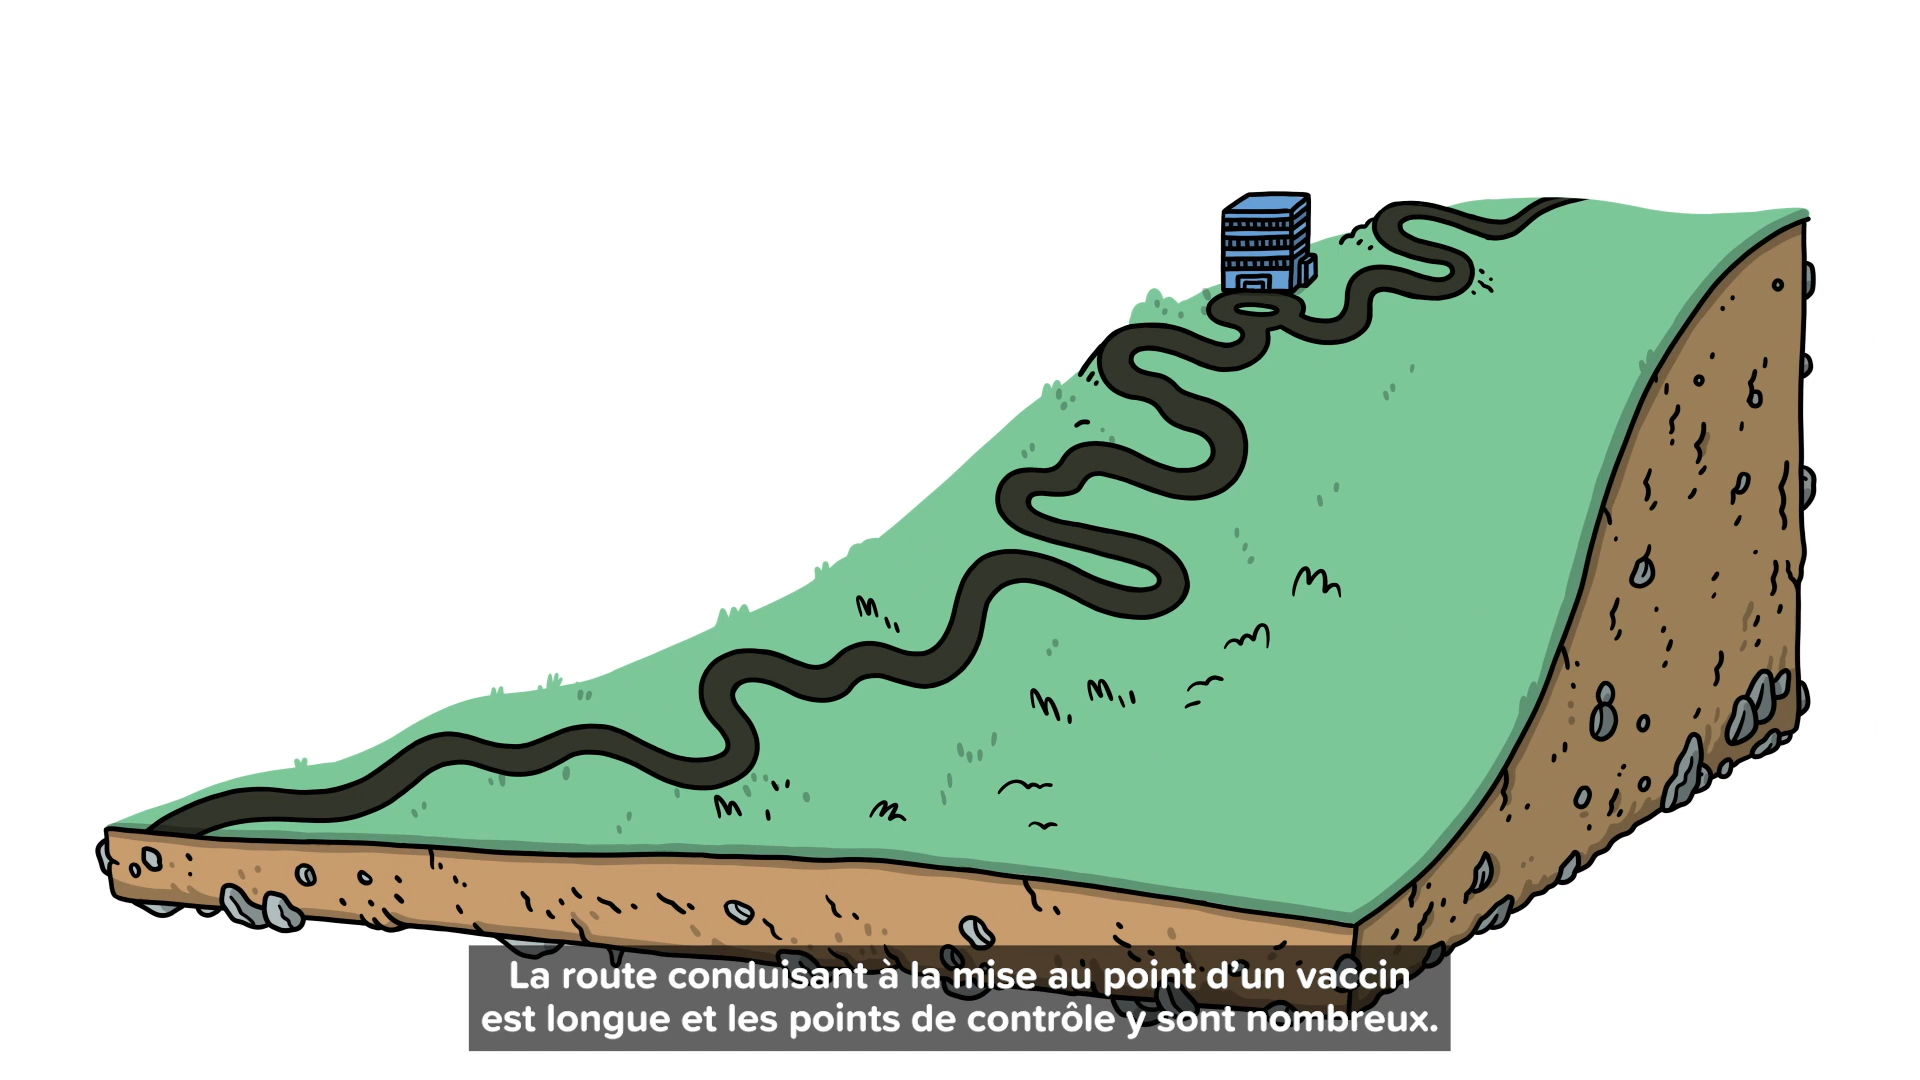 La route conduisant à la mise au point d’un vaccin
est longue et les points de contrôle y sont nombreux.